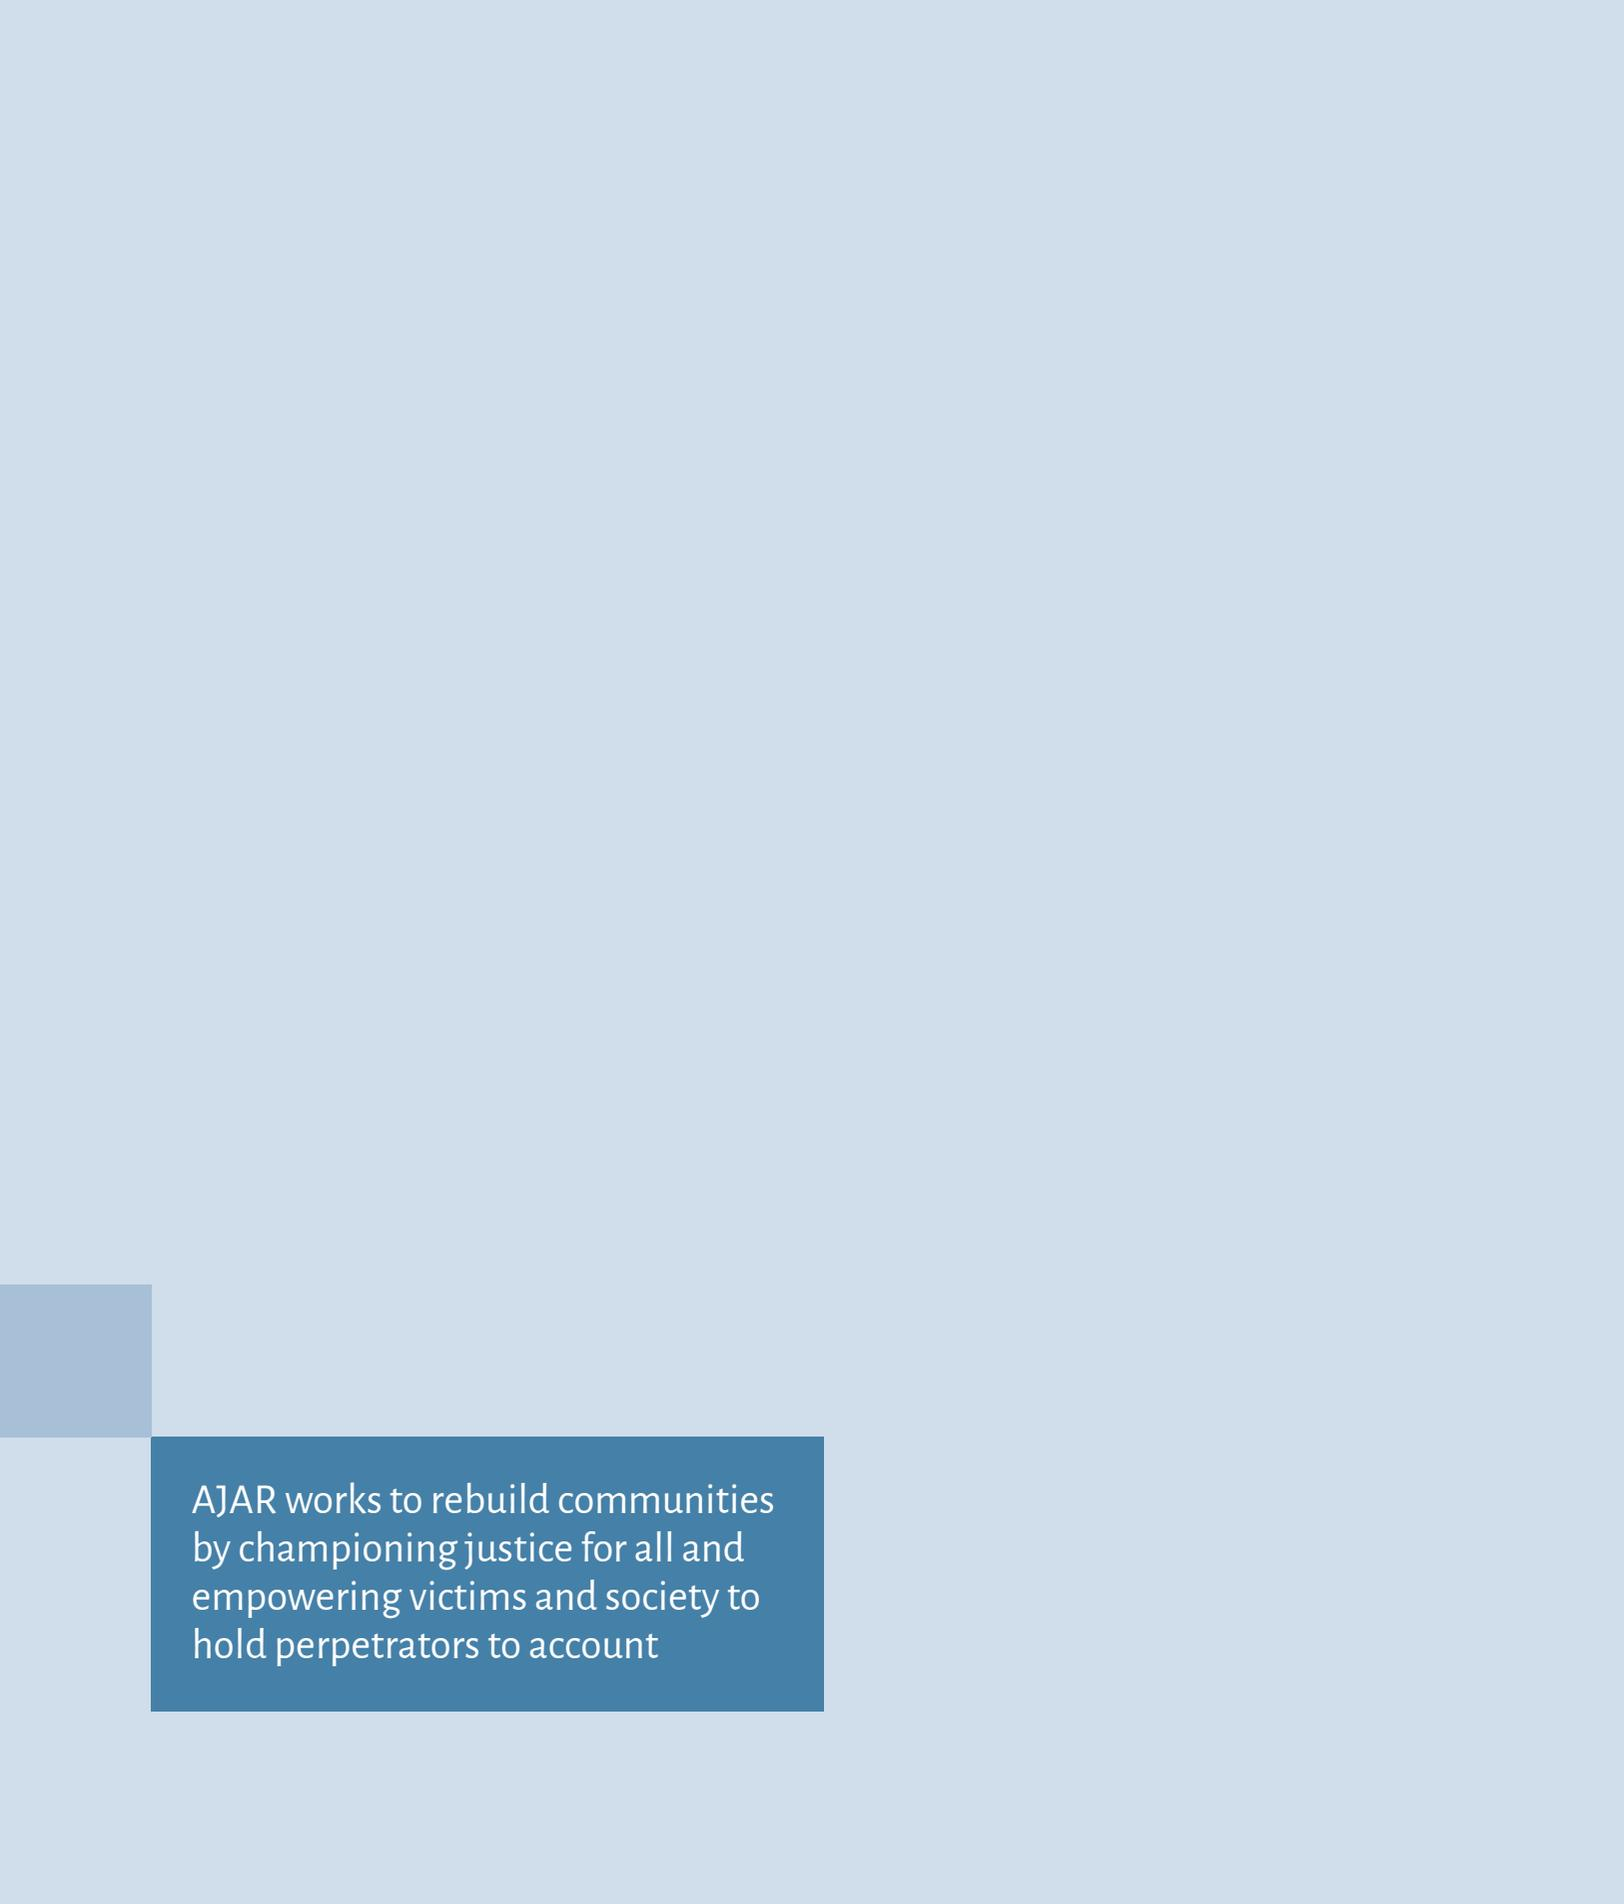 AJAR works to rebuild communities
by championing justice for all and
empowering victims and society to
hold perpetrators to account